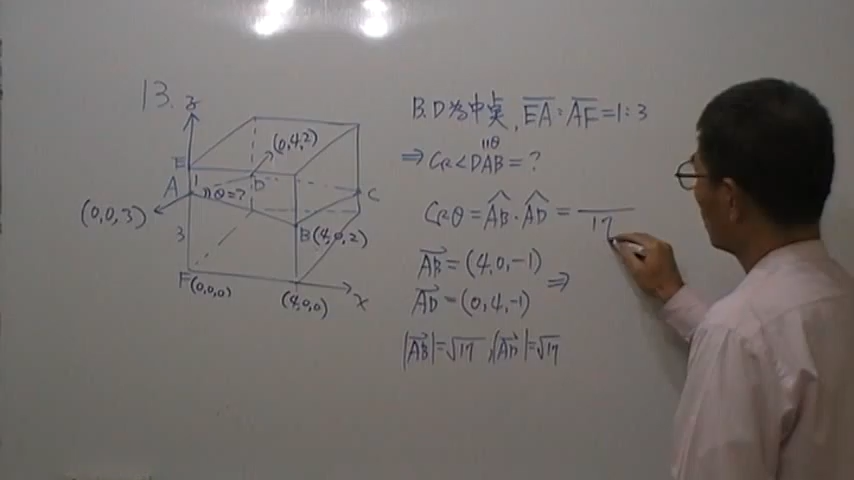 13.
z
E
A
1
θ=?
D
(0,4,2)
C
(0,0,3)
3
B(4,0,2)
F(0,0,0)
(4,0,0)
x
B.D為中奌, EA:AF=1:3
θ
⇒ cos∠DAB=?
cosθ=AB·AD=—/17
AB=(4,0,-1)
⇒
AD=(0,4,-1)
|AB|=√17,|AD|=√17